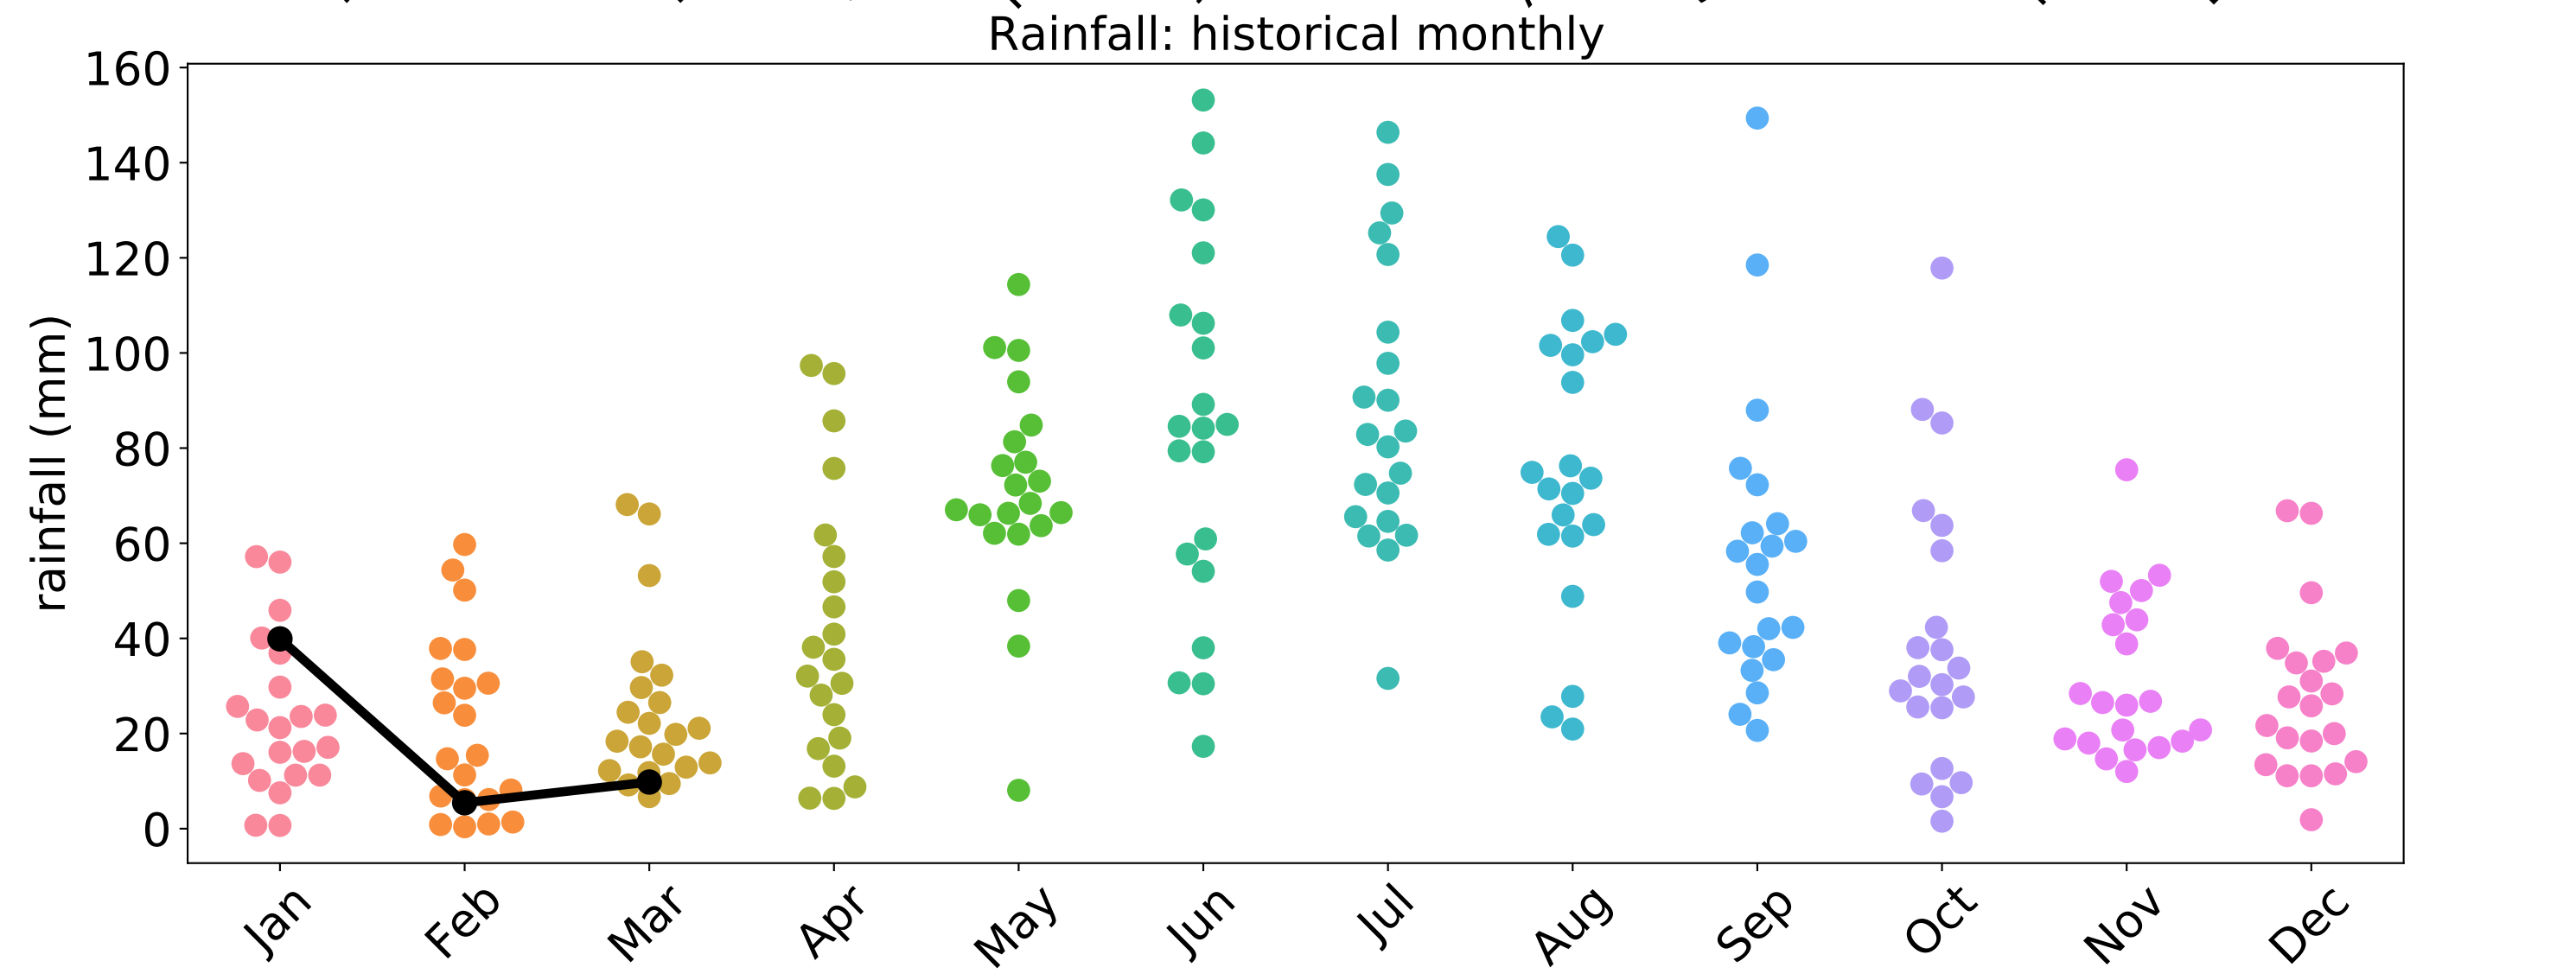 Rainfall: historical monthly
160
140
120
100
80
60
40
20
0
rainfall (mm)
Jan
Feb
Mar
Apr
May
Jun
Jul
Aug
Sep
Oct
Nov
Dec